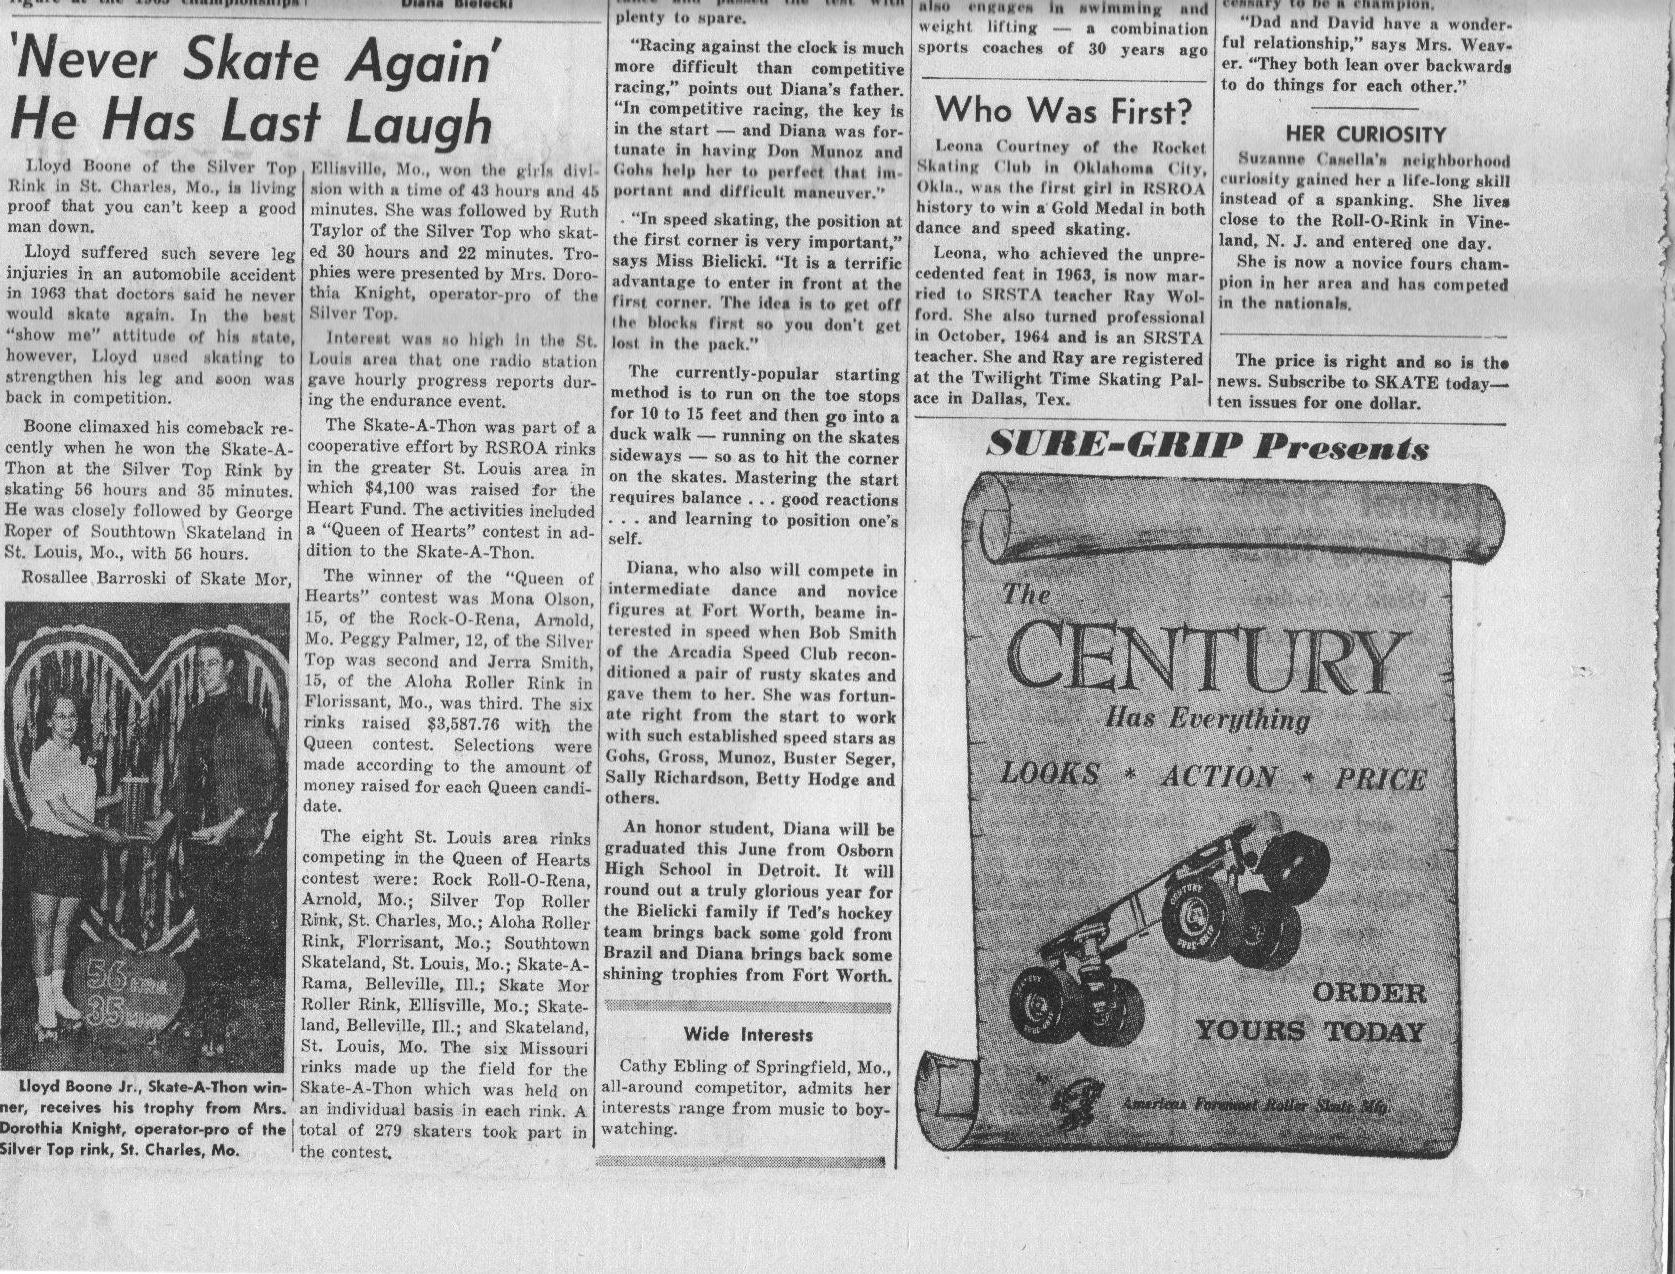 figure at the 1965 championships.
Diana Bielecki
'Never Skate Again'
He Has Last Laugh
Lloyd Boone of the Silver Top
Rink in St. Charles, Mo., is living
proof that you can't keep a good
man down.
Lloyd suffered such severe leg
injuries in an automobile accident
in 1963 that doctors said he never
would skate again. In the best
"show me" attitude of his state,
however, Lloyd used skating to
strengthen his leg and soon was
back in competition.
Boone climaxed his comeback re-
cently when he won the Skate-A-
Thon at the Silver Top Rink by
skating 56 hours and 35 minutes.
He was closely followed by George
Roper of Southtown Skateland in
St. Louis, Mo., with 56 hours.
Rosallee Barroski of Skate Mor,
56
35
Lloyd Boone Jr., Skate-A-Thon win-
ner, receives his trophy from Mrs.
Dorothia Knight, operator-pro of the
Silver Top rink, St. Charles, Mo.
Ellisville, Mo., won the girls divi-
sion with a time of 43 hours and 45
minutes. She was followed by Ruth
Taylor of the Silver Top who skat-
ed 30 hours and 22 minutes. Tro-
phies were presented by Mrs. Doro-
thia Knight, operator-pro of the
Silver Top.
Interest was so high in the St.
Louis area that one radio station
gave hourly progress reports dur-
ing the endurance event.
The Skate-A-Thon was part of a
cooperative effort by RSROA rinks
in the greater St. Louis area in
which $4,100 was raised for the
Heart Fund. The activities included
a "Queen of Hearts" contest in ad-
dition to the Skate-A-Thon.
The winner of the "Queen of
Hearts" contest was Mona Olson,
15, of the Rock-O-Rena, Arnold,
Mo. Peggy Palmer, 12, of the Silver
Top was second and Jerra Smith,
15, of the Aloha Roller Rink in
Florissant, Mo., was third. The six
rinks raised $3,587.76 with the
Queen contest. Selections were
made according to the amount of
money raised for each Queen candi-
date.
The eight St. Louis area rinks
competing in the Queen of Hearts
contest were: Rock Roll-O-Rena,
Arnold, Mo.; Silver Top Roller
Rink, St. Charles, Mo.; Aloha Roller
Rink, Florrisant, Mo.; Southtown
Skateland, St. Louis, Mo.; Skate-A-
Rama, Belleville, Ill.; Skate Mor
Roller Rink, Ellisville, Mo.; Skate-
land, Belleville, Ill.; and Skateland,
St. Louis, Mo. The six Missouri
rinks made up the field for the
Skate-A-Thon which was held on
an individual basis in each rink. A
total of 279 skaters took part in
the contest.
and passed the test with
plenty to spare.
"Racing against the clock is much
more difficult than competitive
racing," points out Diana's father.
"In competitive racing, the key is
in the start — and Diana was for-
tunate in having Don Munoz and
Gohs help her to perfect that im-
portant and difficult maneuver."
"In speed skating, the position at
the first corner is very important,"
says Miss Bielicki. "It is a terrific
advantage to enter in front at the
first corner. The idea is to get off
the blocks first so you don't get
lost in the pack."
The currently-popular starting
method is to run on the toe stops
for 10 to 15 feet and then go into a
duck walk — running on the skates
sideways — so as to hit the corner
on the skates. Mastering the start
requires balance . . . good reactions
. . . and learning to position one's
self.
Diana, who also will compete in
intermediate dance and novice
figures at Fort Worth, beame in-
terested in speed when Bob Smith
of the Arcadia Speed Club recon-
ditioned a pair of rusty skates and
gave them to her. She was fortun-
ate right from the start to work
with such established speed stars as
Gohs, Gross, Munoz, Buster Seger,
Sally Richardson, Betty Hodge and
others.
An honor student, Diana will be
graduated this June from Osborn
High School in Detroit. It will
round out a truly glorious year for
the Bielicki family if Ted's hockey
team brings back some gold from
Brazil and Diana brings back some
shining trophies from Fort Worth.
Wide Interests
Cathy Ebling of Springfield, Mo.,
all-around competitor, admits her
interests range from music to boy-
watching.
also engages in swimming and
weight lifting — a combination
sports coaches of 30 years ago
Who Was First?
Leona Courtney of the Rocket
Skating Club in Oklahoma City,
Okla., was the first girl in RSROA
history to win a Gold Medal in both
dance and speed skating.
Leona, who achieved the unpre-
cedented feat in 1963, is now mar-
ried to SRSTA teacher Ray Wol-
ford. She also turned professional
in October, 1964 and is an SRSTA
teacher. She and Ray are registered
at the Twilight Time Skating Pal-
ace in Dallas, Tex.
cessary to be a champion.
"Dad and David have a wonder-
ful relationship," says Mrs. Weav-
er. "They both lean over backwards
to do things for each other."
HER CURIOSITY
Suzanne Casella's neighborhood
curiosity gained her a life-long skill
instead of a spanking. She lives
close to the Roll-O-Rink in Vine-
land, N. J. and entered one day.
She is now a novice fours cham-
pion in her area and has competed
in the nationals.
The price is right and so is the
news. Subscribe to SKATE today—
ten issues for one dollar.
SURE-GRIP Presents
The
CENTURY
Has Everything
LOOKS * ACTION * PRICE
CENTURY
SURE-GRIP
ORDER
YOURS TODAY
by
Americas Foremost Roller Skate Mfg.